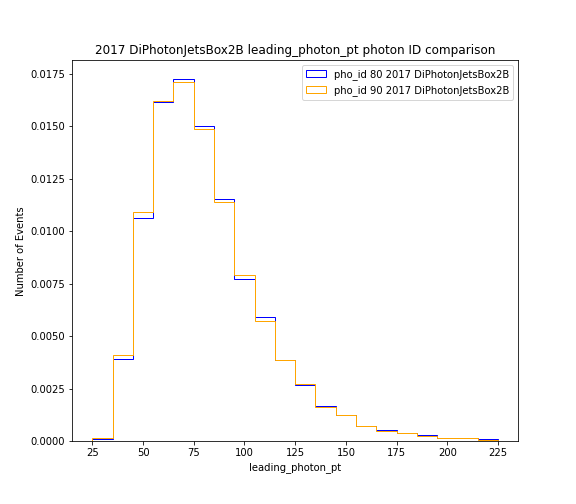 2017 DiPhotonJetsBox2B leading_photon_pt photon ID comparison
pho_id 80 2017 DiPhotonJetsBox2B
pho_id 90 2017 DiPhotonJetsBox2B
Number of Events
0.0175
0.0150
0.0125
0.0100
0.0075
0.0050
0.0025
0.0000
25 50 75 100 125 150 175 200 225
leading_photon_pt